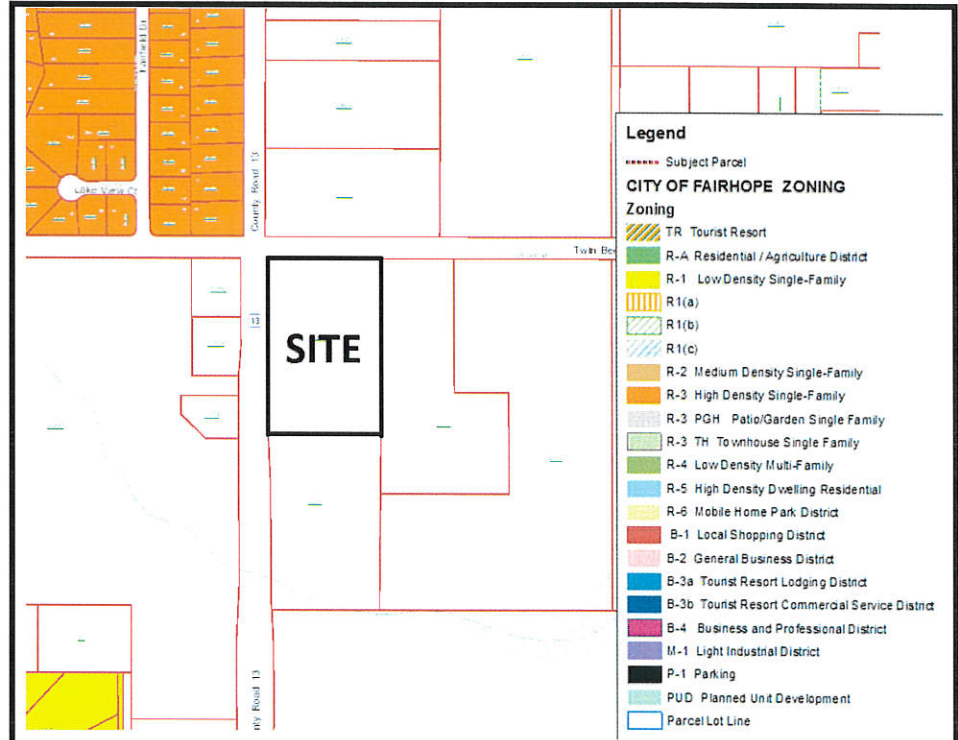 Fairfield Dr
Lake View Ct
County Road 13
Twin Bee
13
SITE
nty Road 13
Legend
Subject Parcel
CITY OF FAIRHOPE ZONING
Zoning
TR Tourist Resort
R-A Residential / Agriculture District
R-1 Low Density Single-Family
R1(a)
R1(b)
R1(c)
R-2 Medium Density Single-Family
R-3 High Density Single-Family
R-3 PGH Patio/Garden Single Family
R-3 TH Townhouse Single Family
R-4 Low Density Multi-Family
R-5 High Density Dwelling Residential
R-6 Mobile Home Park District
B-1 Local Shopping District
B-2 General Business District
B-3a Tourist Resort Lodging District
B-3b Tourist Resort Commercial Service District
B-4 Business and Professional District
M-1 Light Industrial District
P-1 Parking
PUD Planned Unit Development
Parcel Lot Line